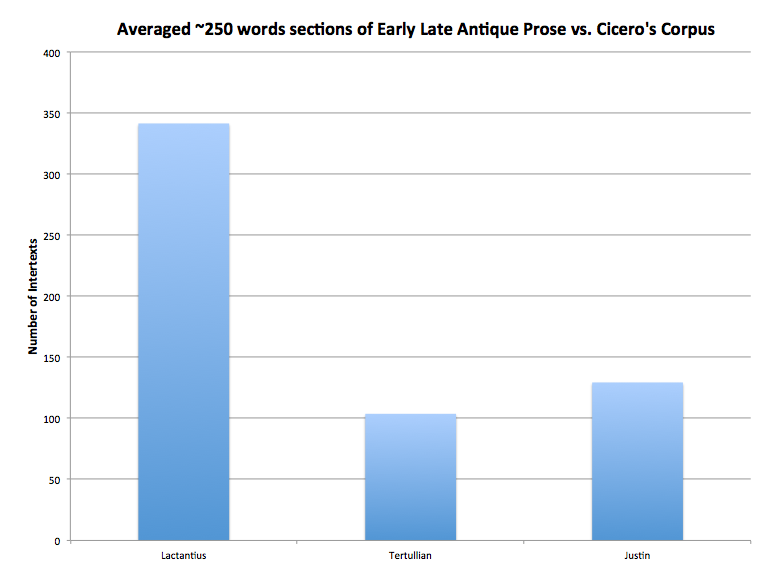 Averaged ~250 words sections of Early Late Antique Prose vs. Cicero's Corpus
400
350
300
250
200
150
100
50
0
Number of Intertexts
Lactantius
Tertullian
Justin